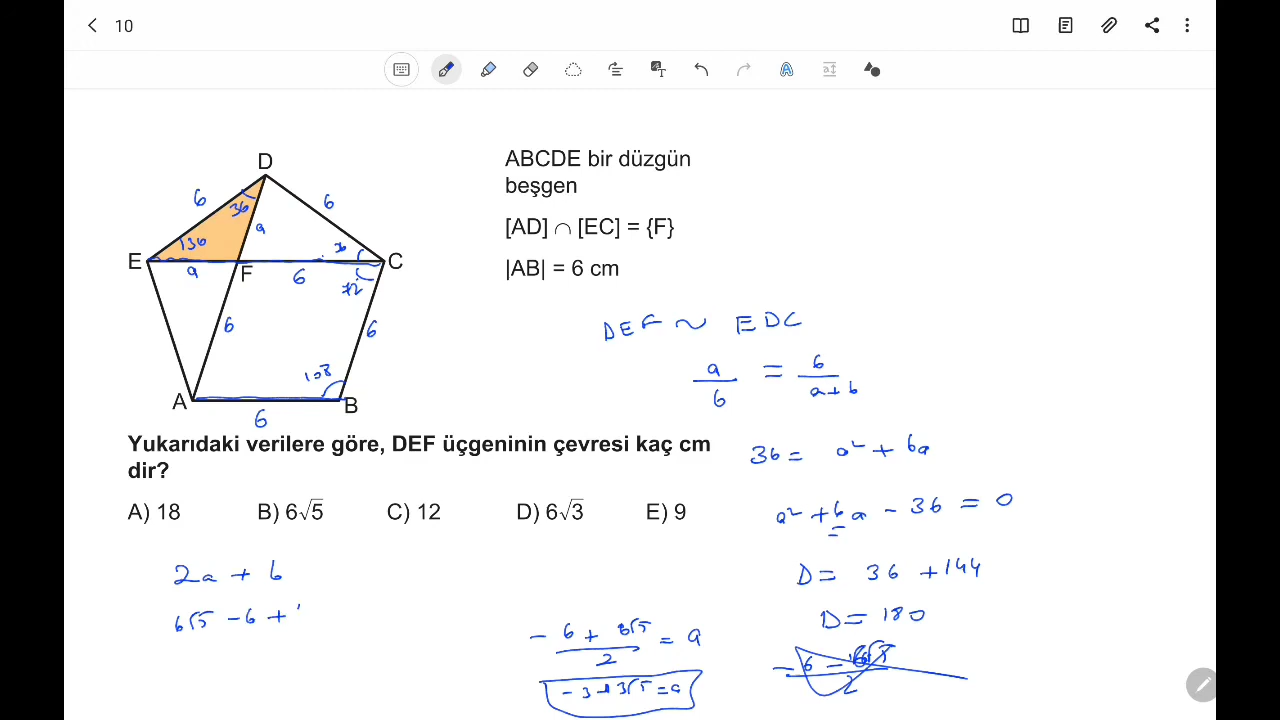 10
D
6
6
36
a
136
36
E
a
F
6
C
72
6
6
108
A
6
B
ABCDE bir düzgün
beşgen
[AD] ∩ [EC] = {F}
|AB| = 6 cm
DEF ~ EDC
a/6 = 6/a+6
36 = a² + 6a
a² + 6a - 36 = 0
D = 36 + 144
D = 180
Yukarıdaki verilere göre, DEF üçgeninin çevresi kaç cm
dir?
A) 18 B) 6√5 C) 12 D) 6√3 E) 9
2a + 6
6√5 - 6 +
- 6 + 6√5 / 2 = a
-3 + 3√5 = a